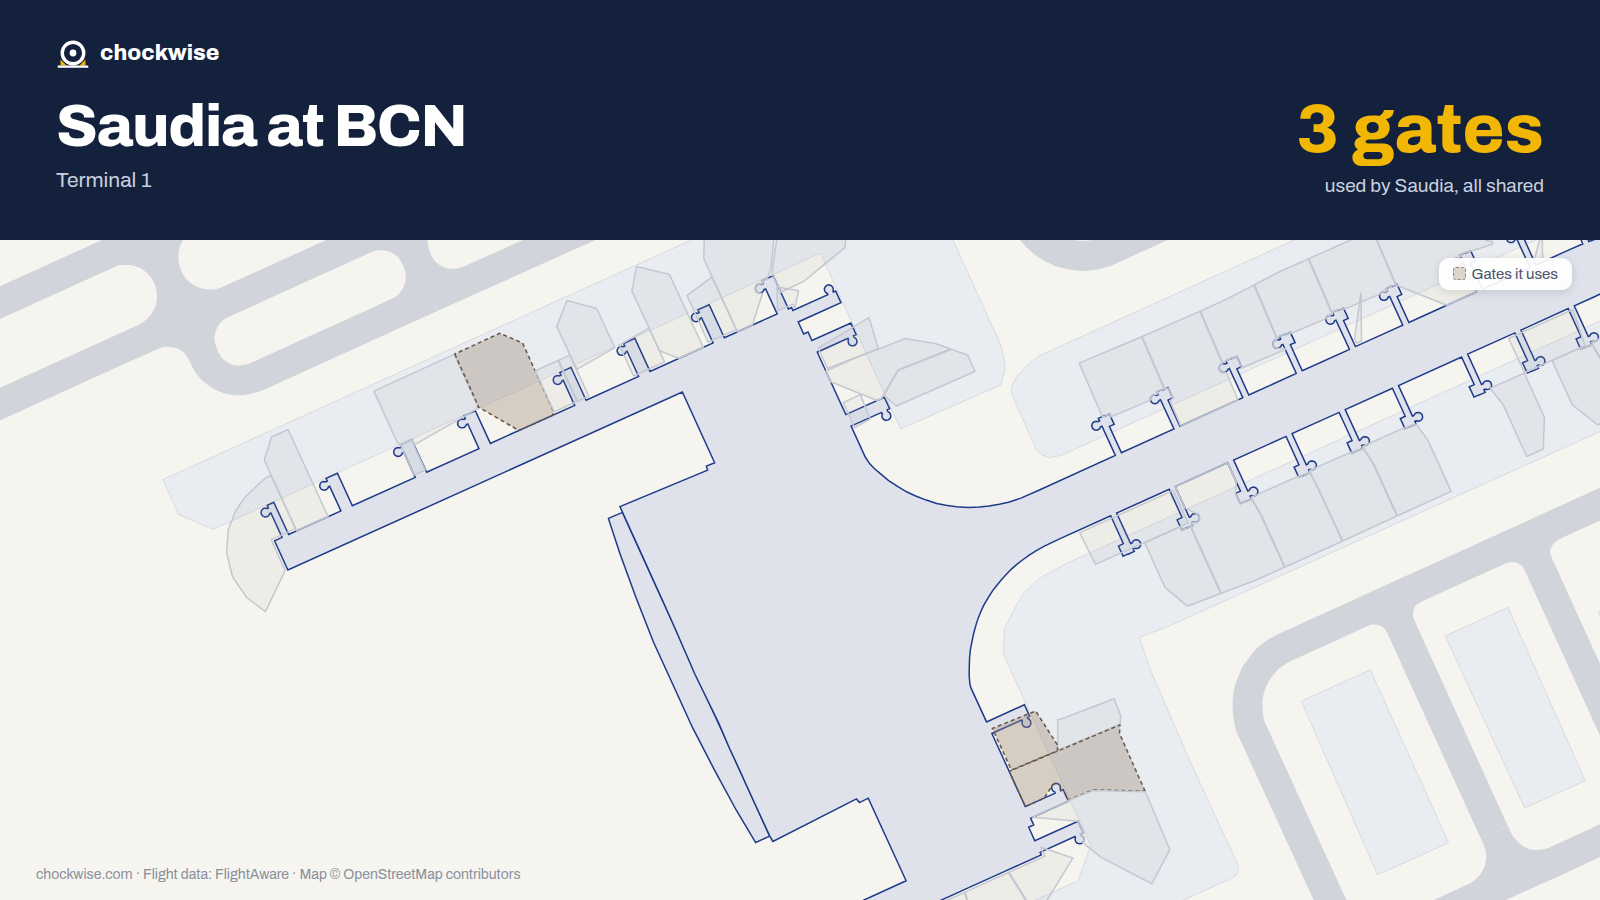 chockwise
Saudia at BCN
Terminal 1
3 gates
used by Saudia, all shared
Gates it uses
chockwise.com · Flight data: FlightAware · Map © OpenStreetMap contributors